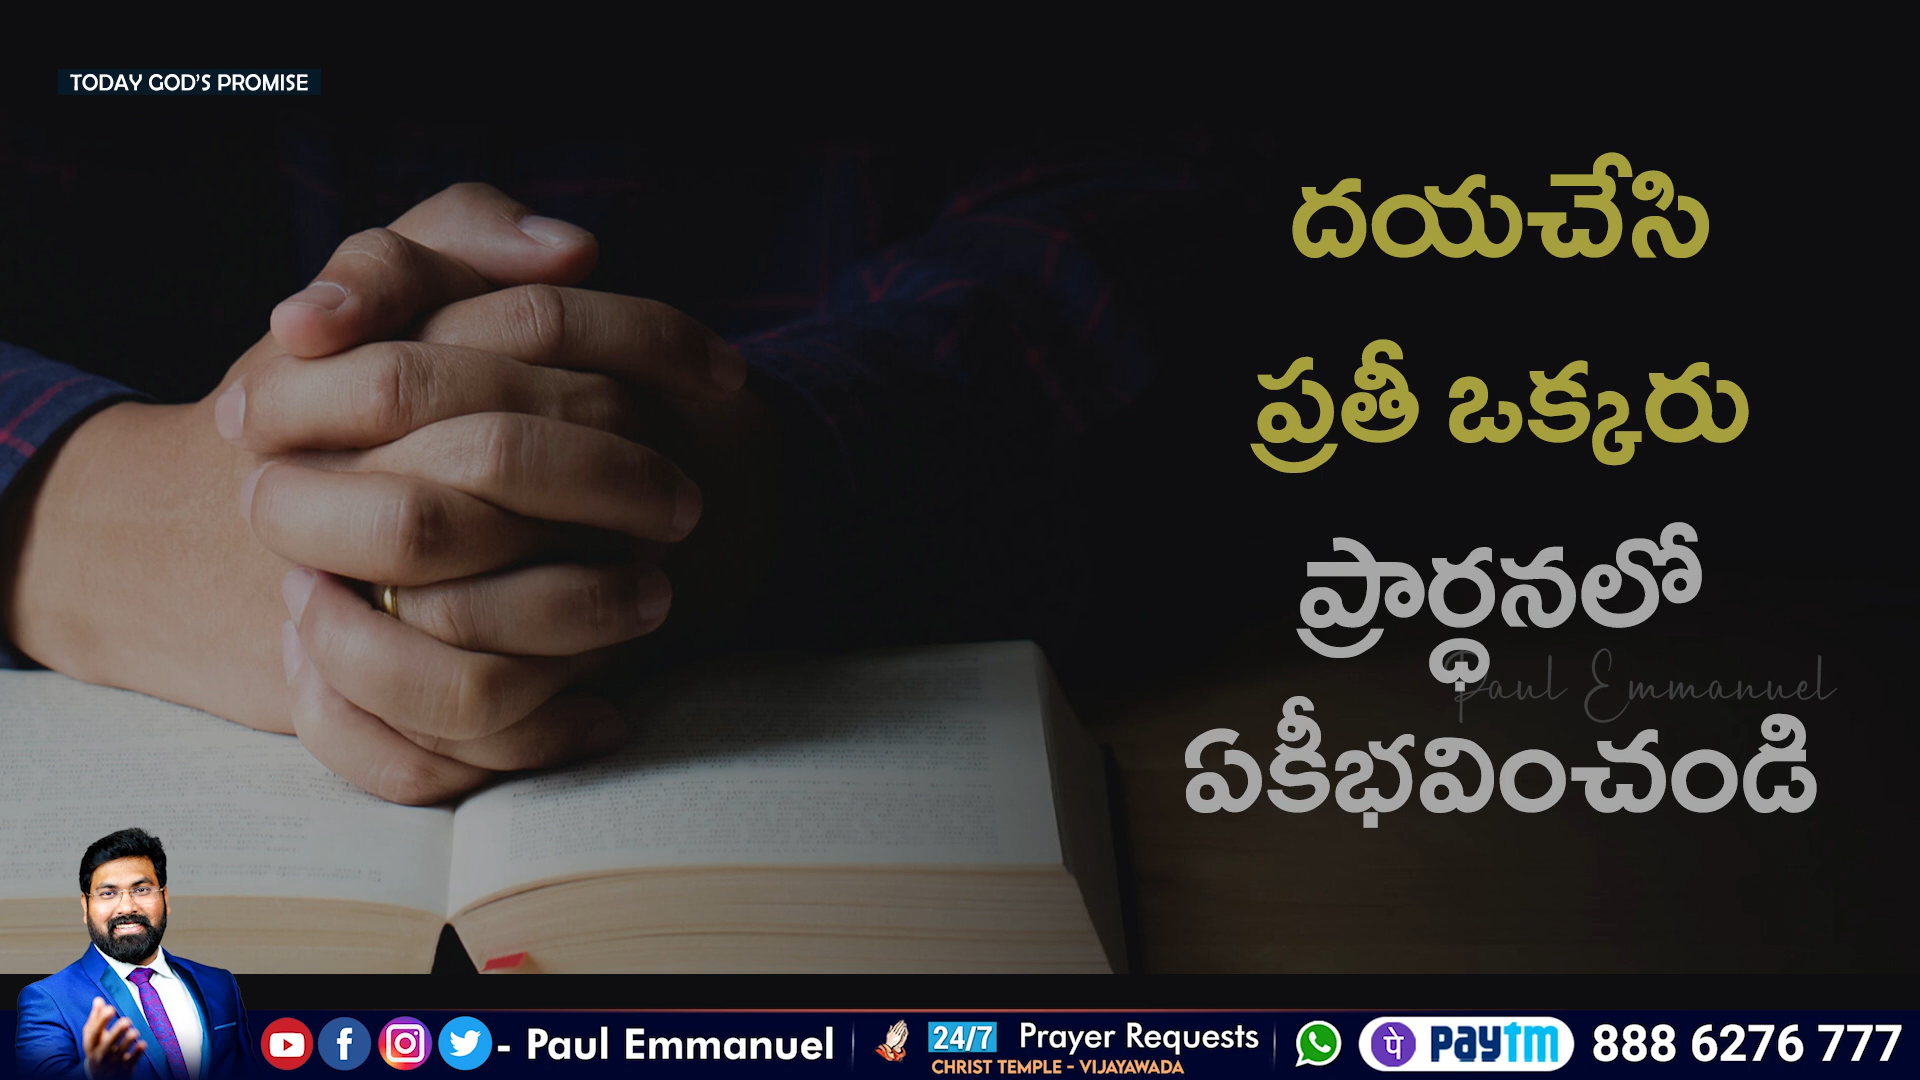 TODAY GOD'S PROMISE
దయచేసి
ప్రతీ ఒక్కరు
ప్రార్ధనలో
Paul Emmanuel
ఏకీభవించండి
- Paul Emmanuel
24/7 Prayer Requests
CHRIST TEMPLE - VIJAYAWADA
पे paytm 888 6276 777